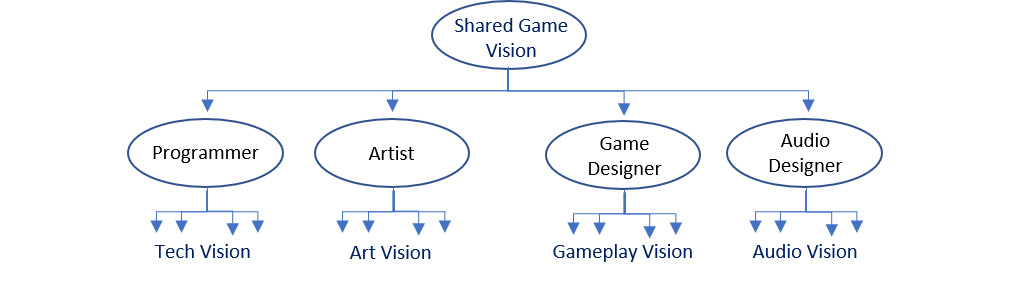 Shared Game
Vision
Programmer
Artist
Game
Designer
Audio
Designer
Tech Vision
Art Vision
Gameplay Vision
Audio Vision